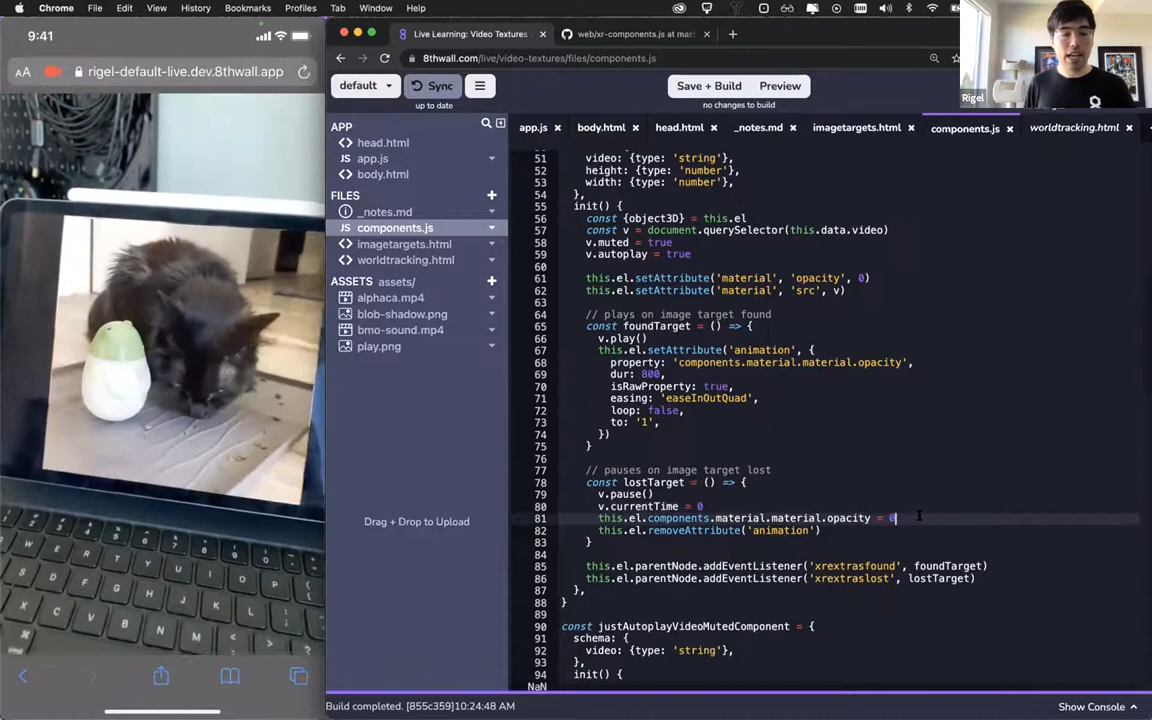 Chrome File Edit View History Bookmarks Profiles Tab Window Help
9:41
AA rigel-default-live.dev.8thwall.app
Live Learning: Video Textures -
web/xr-components.js at mast
8thwall.com/live/video-textures/files/components.js
default
Sync
up to date
Save + Build
Preview
no changes to build
Rigel
app.js
body.html
head.html
_notes.md
imagetargets.html
components.js
worldtracking.html
APP
head.html
JS app.js
body.html
FILES
_notes.md
JS components.js
imagetargets.html
worldtracking.html
ASSETS assets/
alphaca.mp4
blob-shadow.png
bmo-sound.mp4
play.png
Drag + Drop to Upload
51 video: {type: 'string'},
52 height: {type: 'number'},
53 width: {type: 'number'},
54 },
55 init() {
56 const {object3D} = this.el
57 const v = document.querySelector(this.data.video)
58 v.muted = true
59 v.autoplay = true
60
61 this.el.setAttribute('material', 'opacity', 0)
62 this.el.setAttribute('material', 'src', v)
63
64 // plays on image target found
65 const foundTarget = () => {
66 v.play()
67 this.el.setAttribute('animation', {
68 property: 'components.material.material.opacity',
69 dur: 800,
70 isRawProperty: true,
71 easing: 'easeInOutQuad',
72 loop: false,
73 to: '1',
74 })
75 }
76
77 // pauses on image target lost
78 const lostTarget = () => {
79 v.pause()
80 v.currentTime = 0
81 this.el.components.material.material.opacity = 0
82 this.el.removeAttribute('animation')
83 }
84
85 this.el.parentNode.addEventListener('xrextrasfound', foundTarget)
86 this.el.parentNode.addEventListener('xrextraslost', lostTarget)
87 },
88 }
89
90 const justAutoplayVideoMutedComponent = {
91 schema: {
92 video: {type: 'string'},
93 },
94 init() {
NaN
Build completed. [855c359]10:24:48 AM
Show Console